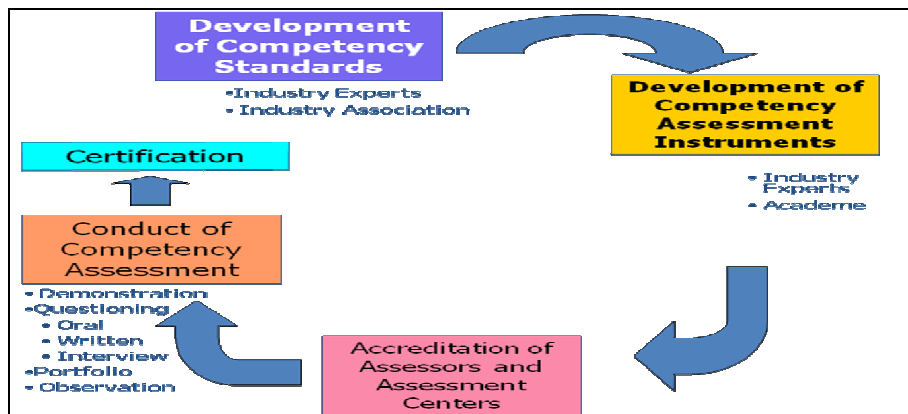 Development
of Competency
Standards
•Industry Experts
• Industry Association
Development of
Competency
Assessment
Instruments
• Industry
Experts
• Academe
Accreditation of
Assessors and
Assessment
Centers
Conduct of
Competency
Assessment
• Demonstration
•Questioning
• Oral
• Written
• Interview
•Portfolio
• Observation
Certification